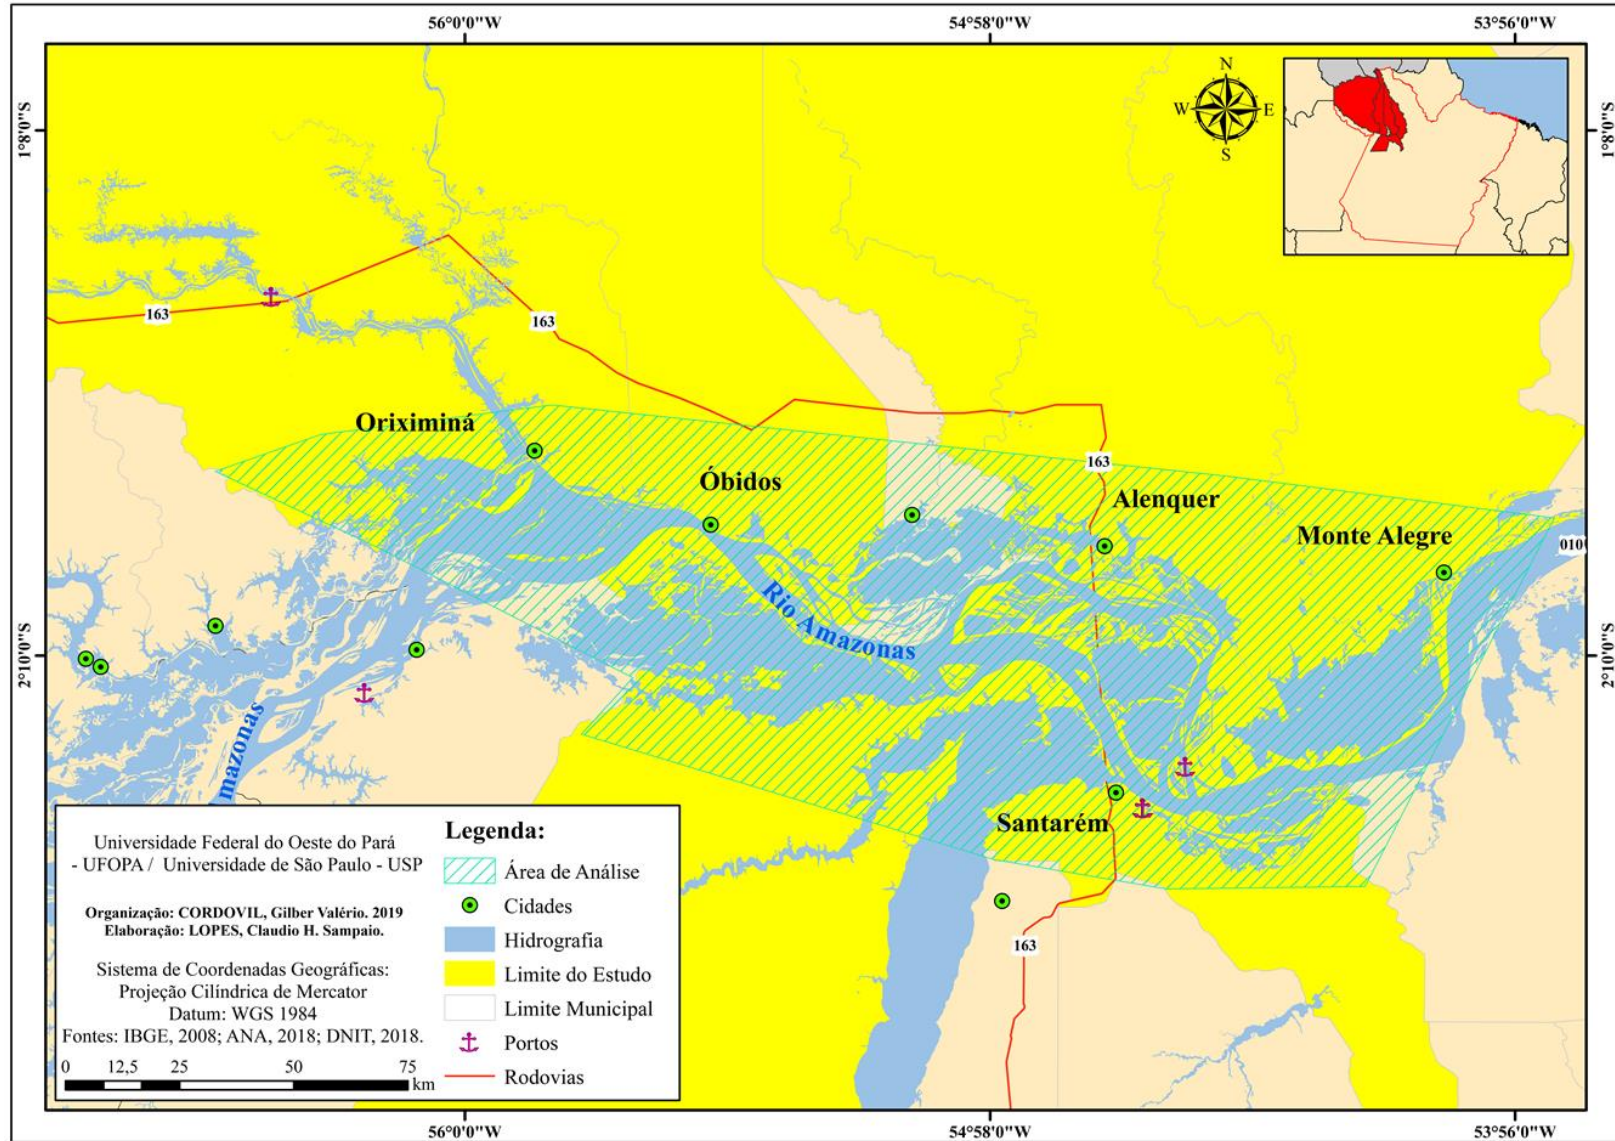 56°0'0"W
54°58'0"W
53°56'0"W
1°8'0"S
1°8'0"S
N
W
E
S
163
163
Oriximiná
163
Óbidos
Alenquer
Monte Alegre
010
Rio Amazonas
2°10'0"S
2°10'0"S
mazonas
Santarém
163
Universidade Federal do Oeste do Pará
- UFOPA / Universidade de São Paulo - USP
Organização: CORDOVIL, Gilber Valério. 2019
Elaboração: LOPES, Claudio H. Sampaio.
Sistema de Coordenadas Geográficas:
Projeção Cilíndrica de Mercator
Datum: WGS 1984
Fontes: IBGE, 2008; ANA, 2018; DNIT, 2018.
0 12,5 25 50 75
km
Legenda:
Área de Análise
Cidades
Hidrografia
Limite do Estudo
Limite Municipal
Portos
Rodovias
56°0'0"W
54°58'0"W
53°56'0"W